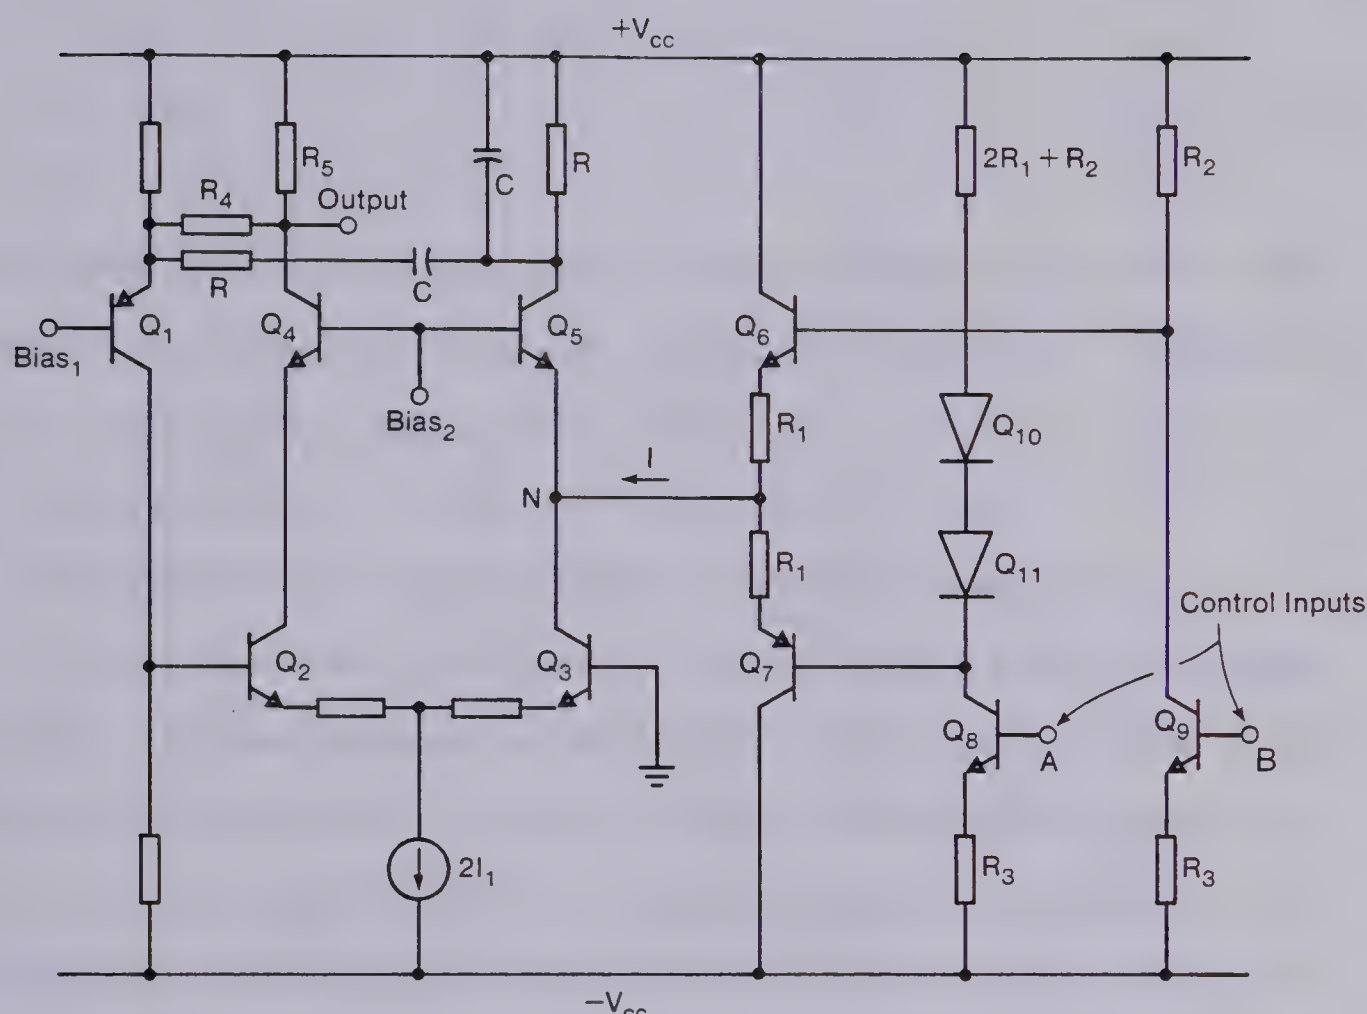 +Vcc
R5
R
2R1 + R2
R2
R4
Output
C
R
C
Q1
Q4
Q5
Q6
Bias1
Bias2
R1
Q10
I
N
R1
Q11
Control Inputs
Q2
Q3
Q7
Q8
A
Q9
B
2I1
R3
R3
−Vcc